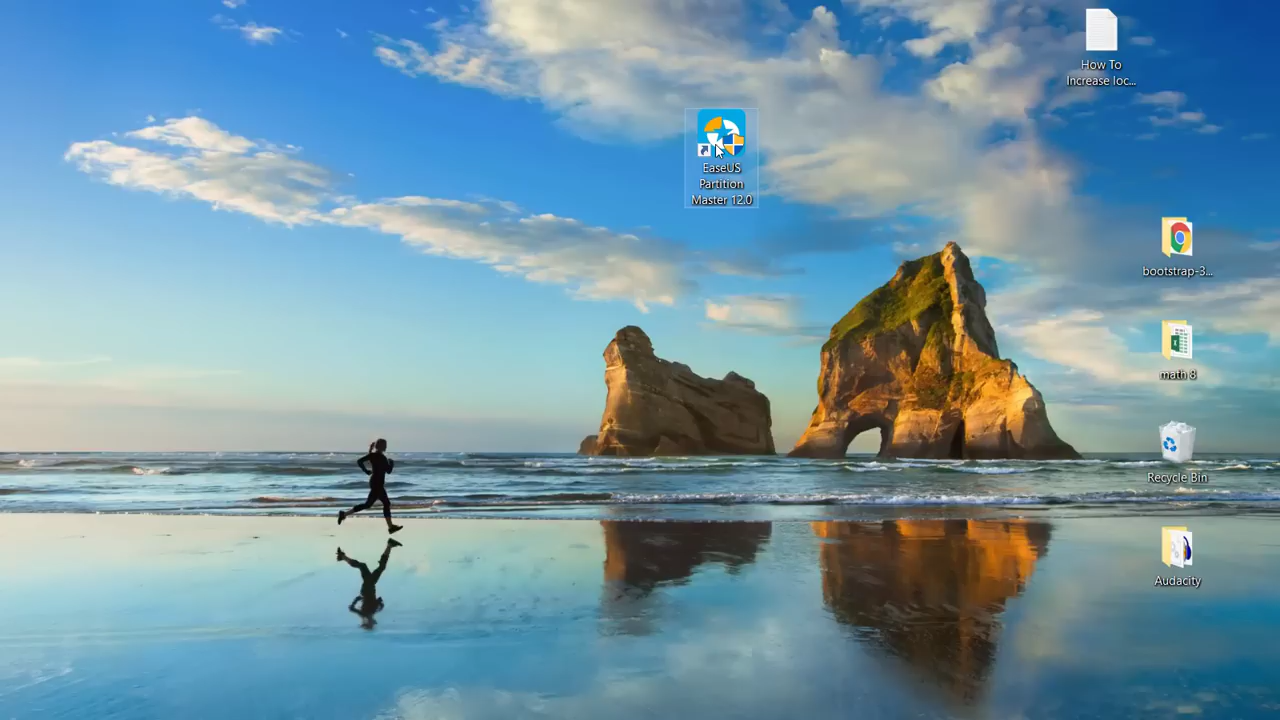 How To
Increase loc...
EaseUS
Partition
Master 12.0
bootstrap-3...
math 8
Recycle Bin
Audacity